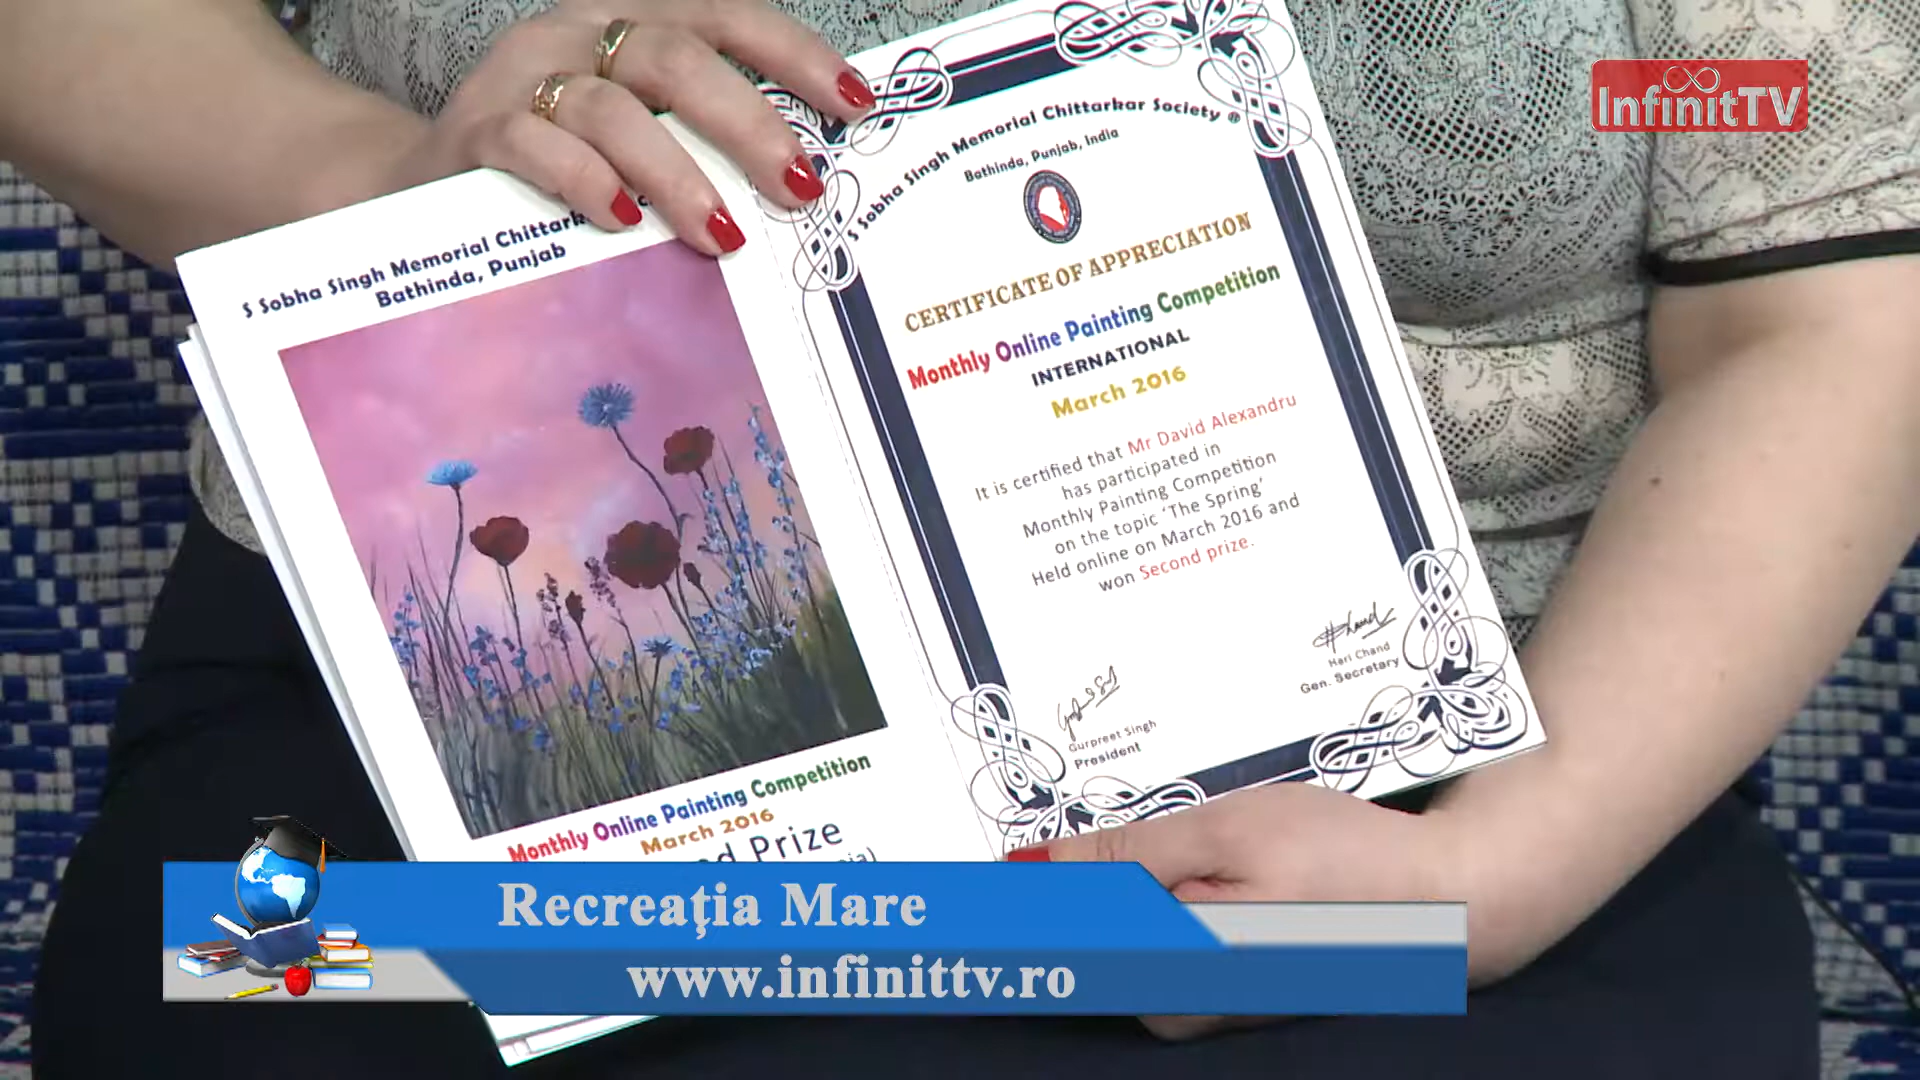 InfinitTV
S Sobha Singh Memorial
Bathinda, Punjab
Monthly Online Painting Competition
March 2016
Prize
S Sobha Singh Memorial Chittarkar Society ®
Bathinda, Punjab, India
CERTIFICATE OF APPRECIATION
Monthly Online Painting Competition
INTERNATIONAL
March 2016
It is certified that Mr David Alexandru
has participated in
Monthly Painting Competition
on the topic ‘The Spring’
Held online on March 2016 and
won Second prize.
Hari Chand
Gen. Secretary
Gurpreet Singh
President
Recreaţia Mare
www.infinittv.ro